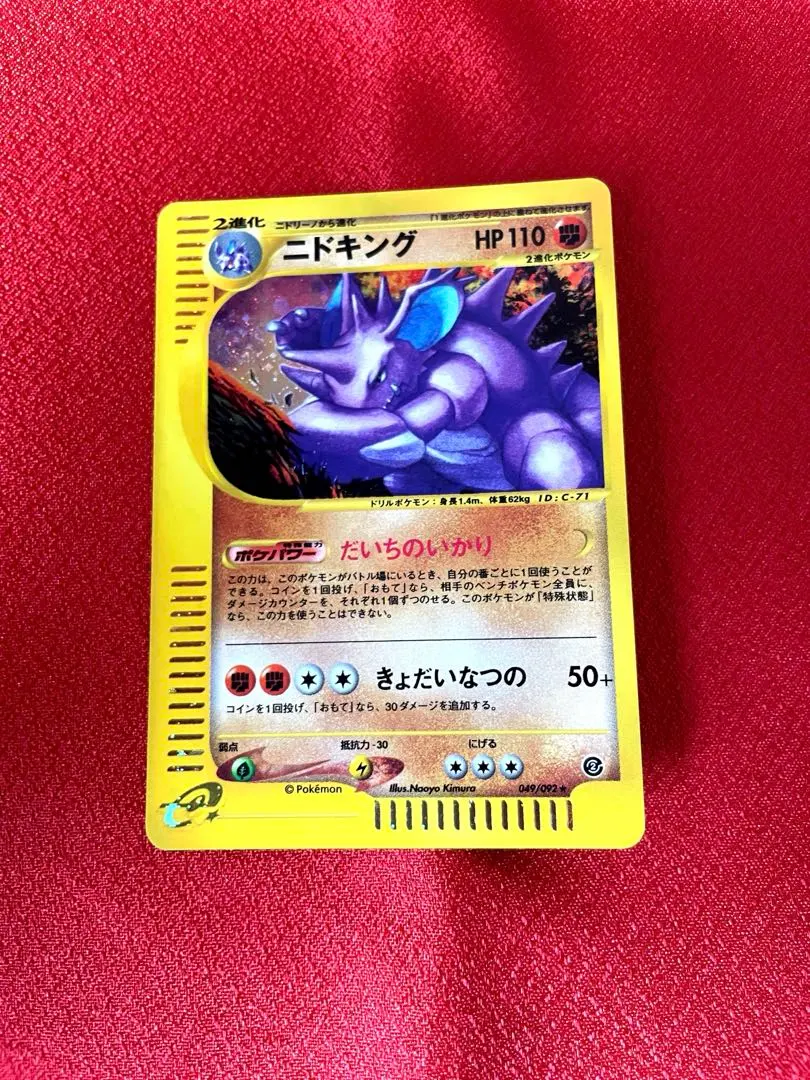 2進化
ニドリーノから進化
「1進化ポケモン」の上に重ねて進化させます
ニドキング
HP110
2進化ポケモン
ドリルポケモン：身長1.4m、体重62kg ID:C-71
特殊能力
ポケパワー
だいちのいかり
この力は、このポケモンがバトル場にいるとき、自分の番ごとに1回使うことが
できる。コインを1回投げ、「おもて」なら、相手のベンチポケモン全員に、
ダメージカウンターを、それぞれ1個ずつのせる。このポケモンが「特殊状態」
なら、この力を使うことはできない。
きょだいなつの 50+
コインを1回投げ、「おもて」なら、30ダメージを追加する。
弱点 抵抗力-30 にげる
©Pokémon Illus.Naoyo Kimura 049/092★